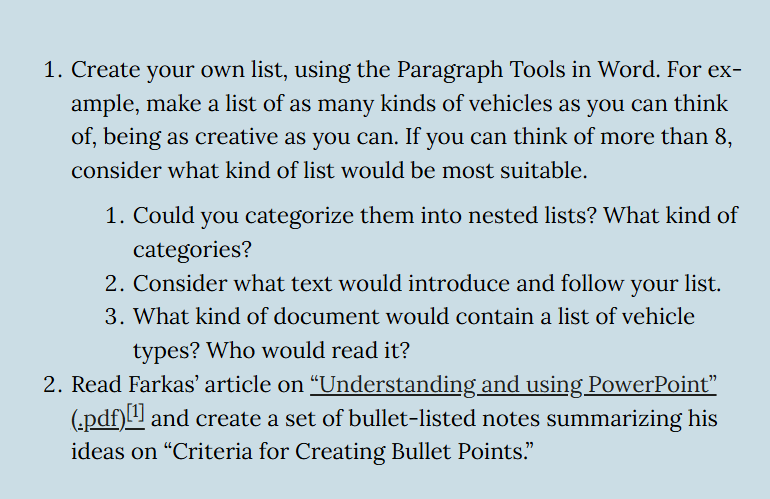 1. Create your own list, using the Paragraph Tools in Word. For ex-
ample, make a list of as many kinds of vehicles as you can think
of, being as creative as you can. If you can think of more than 8,
consider what kind of list would be most suitable.
1. Could you categorize them into nested lists? What kind of
categories?
2. Consider what text would introduce and follow your list.
3. What kind of document would contain a list of vehicle
types? Who would read it?
2. Read Farkas’ article on “Understanding and using PowerPoint”
(.pdf)[1] and create a set of bullet-listed notes summarizing his
ideas on “Criteria for Creating Bullet Points.”